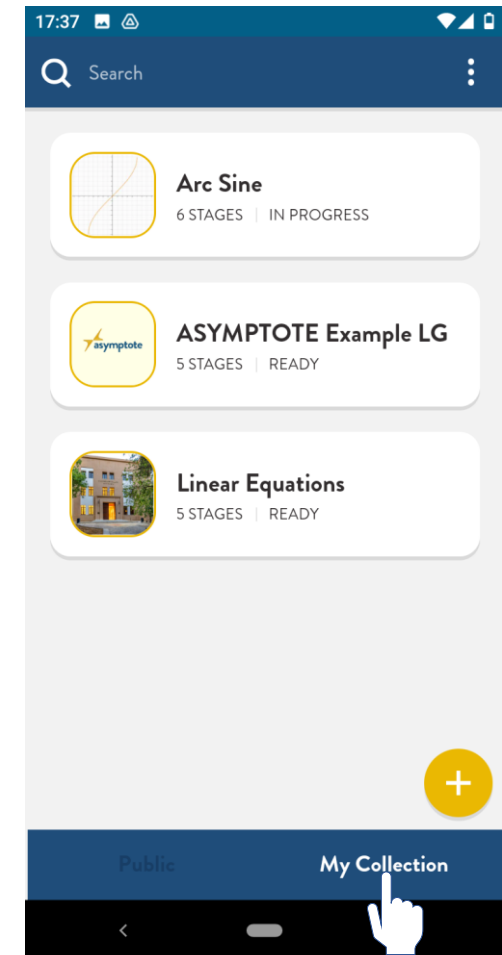 17:37
Search
Arc Sine
6 STAGES | IN PROGRESS
asymptote
ASYMPTOTE Example LG
5 STAGES | READY
Linear Equations
5 STAGES | READY
+
Public
My Collection